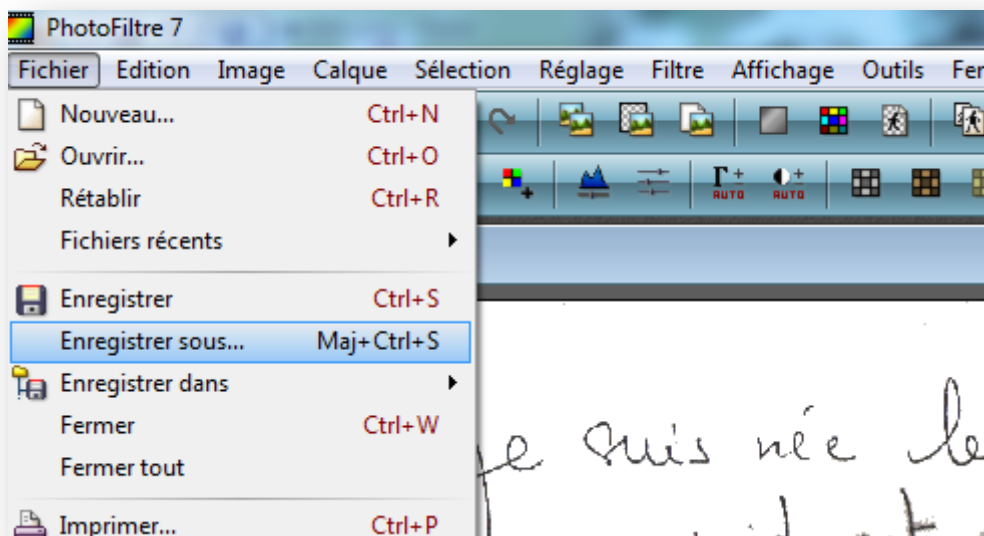 PhotoFiltre 7
Fichier Edition Image Calque Sélection Réglage Filtre Affichage Outils
Nouveau... Ctrl+N
Ouvrir... Ctrl+O
Rétablir Ctrl+R
Fichiers récents
Enregistrer Ctrl+S
Enregistrer sous... Maj+Ctrl+S
Enregistrer dans
Fermer Ctrl+W
Fermer tout
Imprimer... Ctrl+P
AUTO AUTO
je suis née le